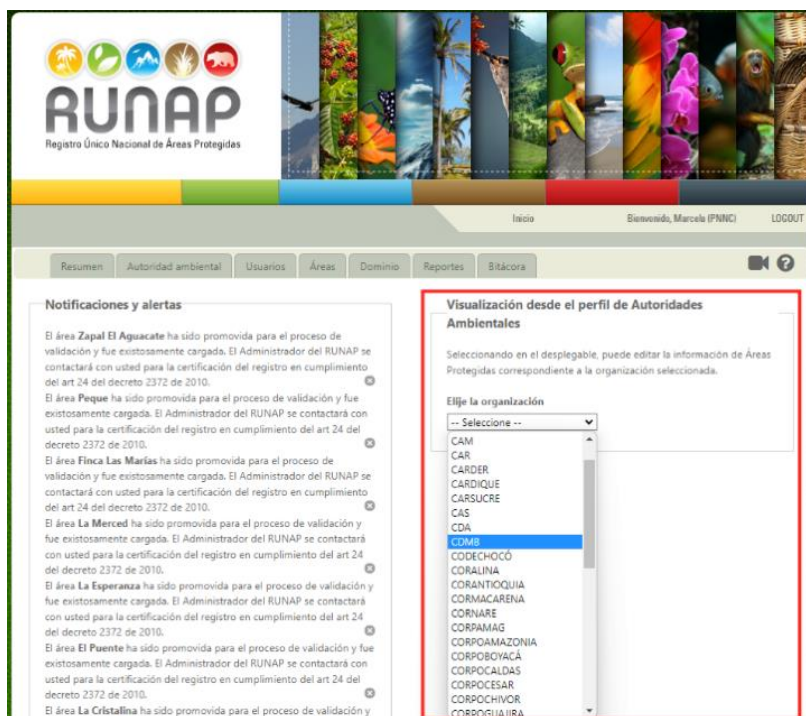 RUNAP
Registro Único Nacional de Áreas Protegidas
Inicio
Bienvenido, Marcela (PNNC)
LOGOUT
Resumen
Autoridad ambiental
Usuarios
Áreas
Dominio
Reportes
Bitácora
Notificaciones y alertas
El área Zapal El Aguacate ha sido promovida para el proceso de
validación y fue existosamente cargada. El Administrador del RUNAP se
contactará con usted para la certificación del registro en cumplimiento
del art 24 del decreto 2372 de 2010.
El área Peque ha sido promovida para el proceso de validación y fue
existosamente cargada. El Administrador del RUNAP se contactará con
usted para la certificación del registro en cumplimiento del art 24 del
decreto 2372 de 2010.
El área Finca Las Marías ha sido promovida para el proceso de
validación y fue existosamente cargada. El Administrador del RUNAP se
contactará con usted para la certificación del registro en cumplimiento
del art 24 del decreto 2372 de 2010.
El área La Merced ha sido promovida para el proceso de validación y
fue existosamente cargada. El Administrador del RUNAP se contactará
con usted para la certificación del registro en cumplimiento del art 24
del decreto 2372 de 2010.
El área La Esperanza ha sido promovida para el proceso de validación y
fue existosamente cargada. El Administrador del RUNAP se contactará
con usted para la certificación del registro en cumplimiento del art 24
del decreto 2372 de 2010.
El área El Puente ha sido promovida para el proceso de validación y fue
existosamente cargada. El Administrador del RUNAP se contactará con
usted para la certificación del registro en cumplimiento del art 24 del
decreto 2372 de 2010.
El área La Cristalina ha sido promovida para el proceso de validación y
Visualización desde el perfil de Autoridades
Ambientales
Seleccionando en el desplegable, puede editar la información de Áreas
Protegidas correspondiente a la organización seleccionada.
Elije la organización
-- Seleccione --
CAM
CAR
CARDER
CARDIQUE
CARSUCRE
CAS
CDA
CDMB
CODECHOCÓ
CORALINA
CORANTIOQUIA
CORMACARENA
CORNARE
CORPAMAG
CORPOAMAZONIA
CORPOBOYACÁ
CORPOCALDAS
CORPOCESAR
CORPOCHIVOR
CORPOGUAJIRA